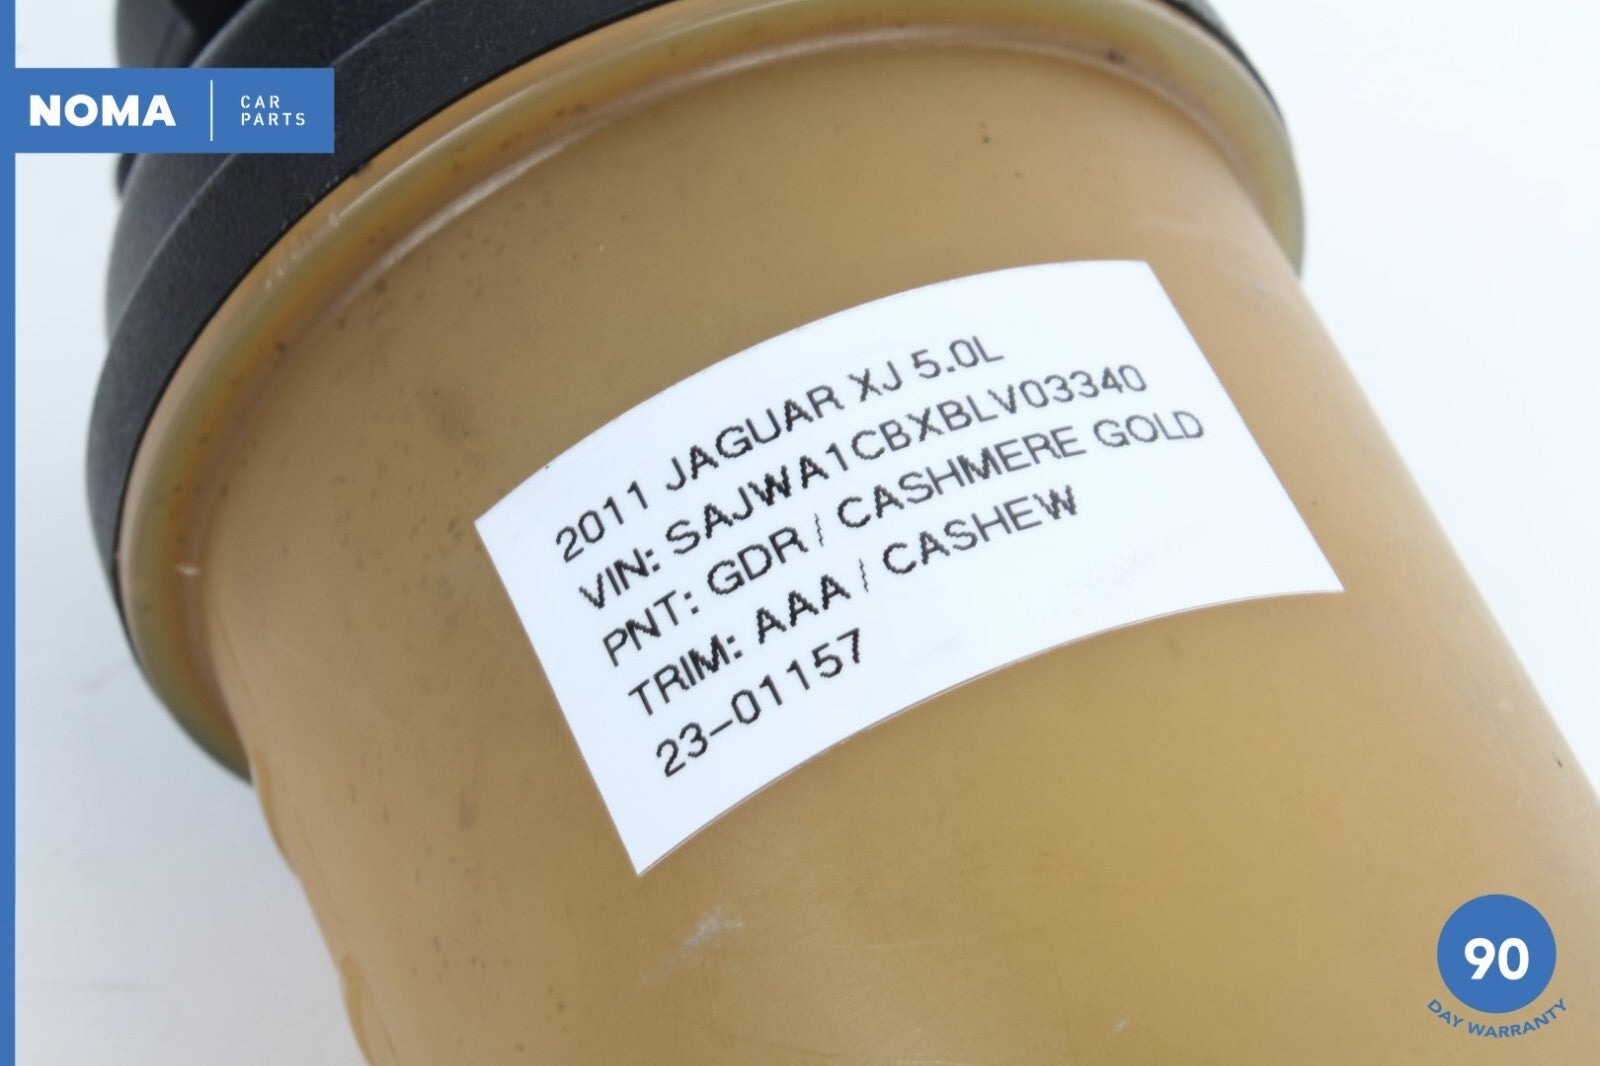 NOMA
CAR
PARTS
2011 JAGUAR XJ 5.0L
VIN: SAJWA1CBXBLV03340
PNT: GDR / CASHMERE GOLD
TRIM: AAA / CASHEW
23-01157
90
DAY WARRANTY